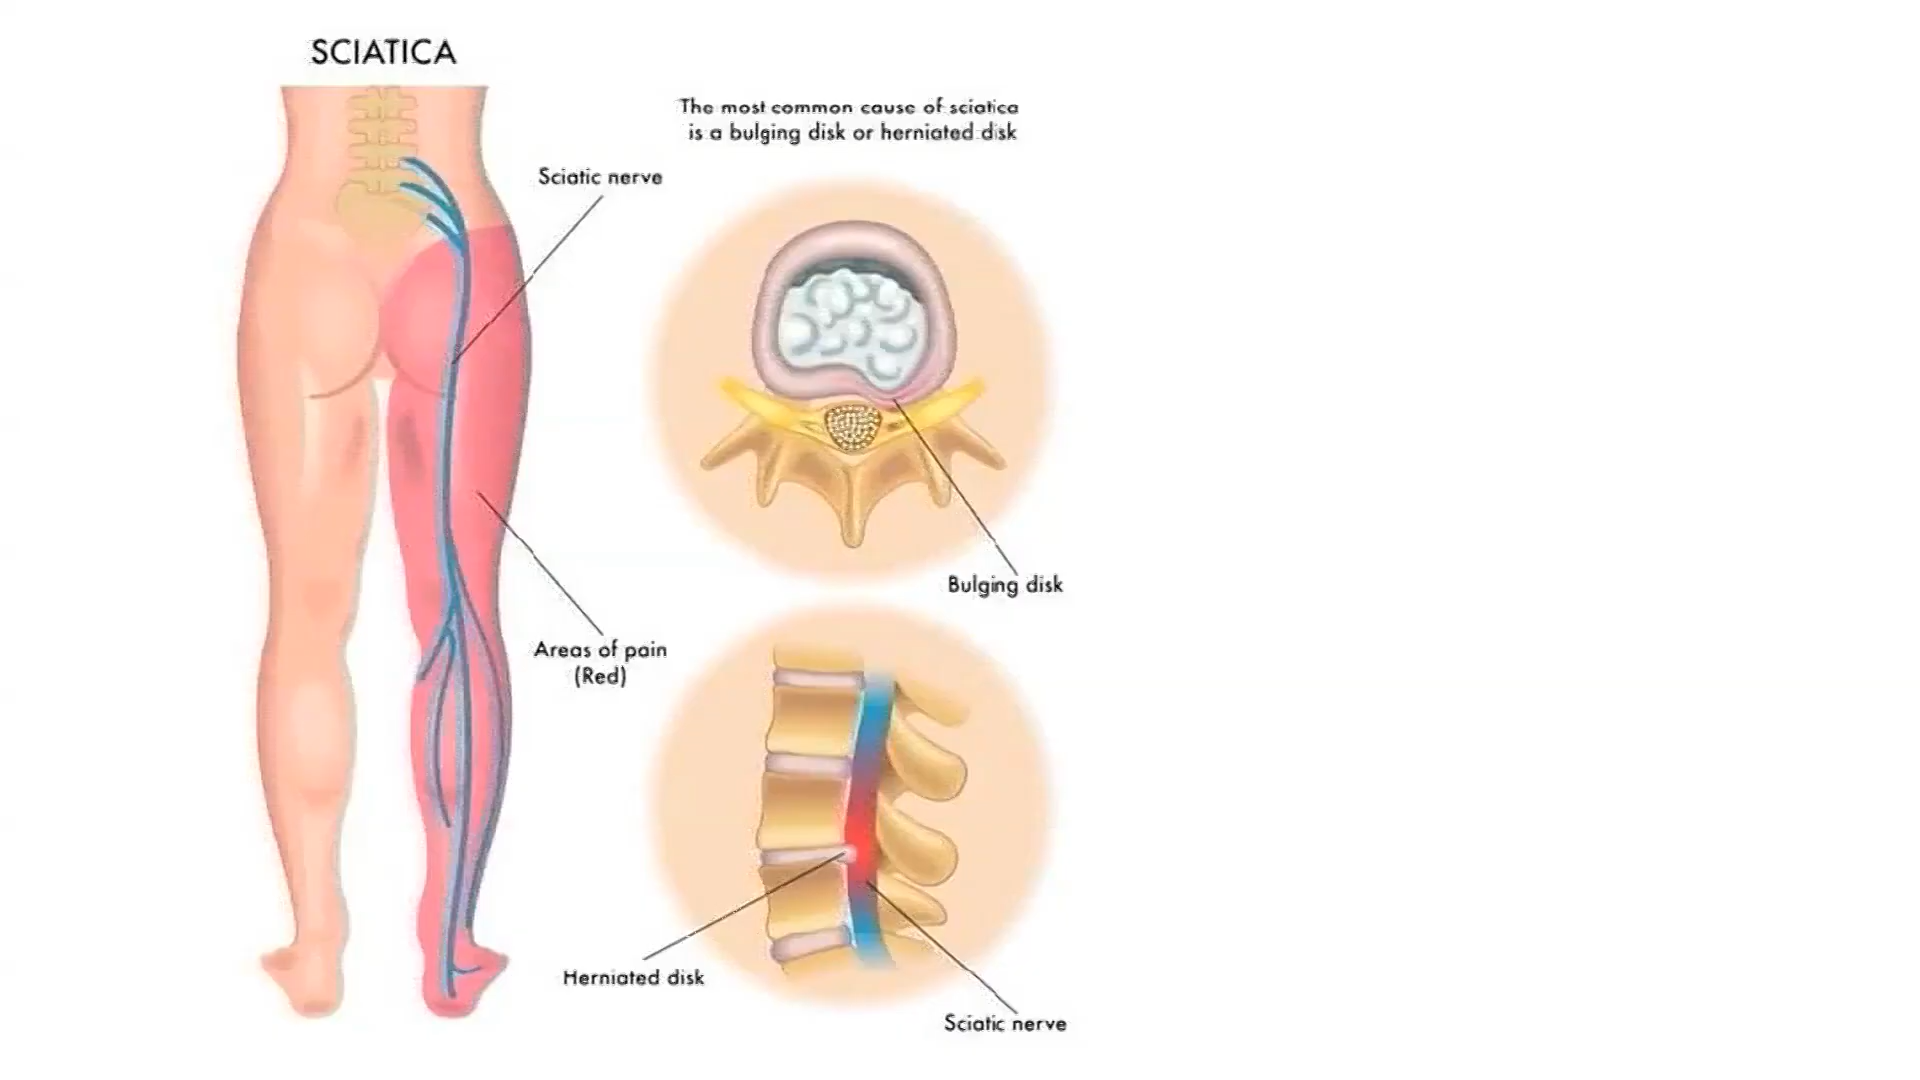 SCIATICA
The most common cause of sciatica
is a bulging disk or herniated disk
Sciatic nerve
Bulging disk
Areas of pain
(Red)
Herniated disk
Sciatic nerve